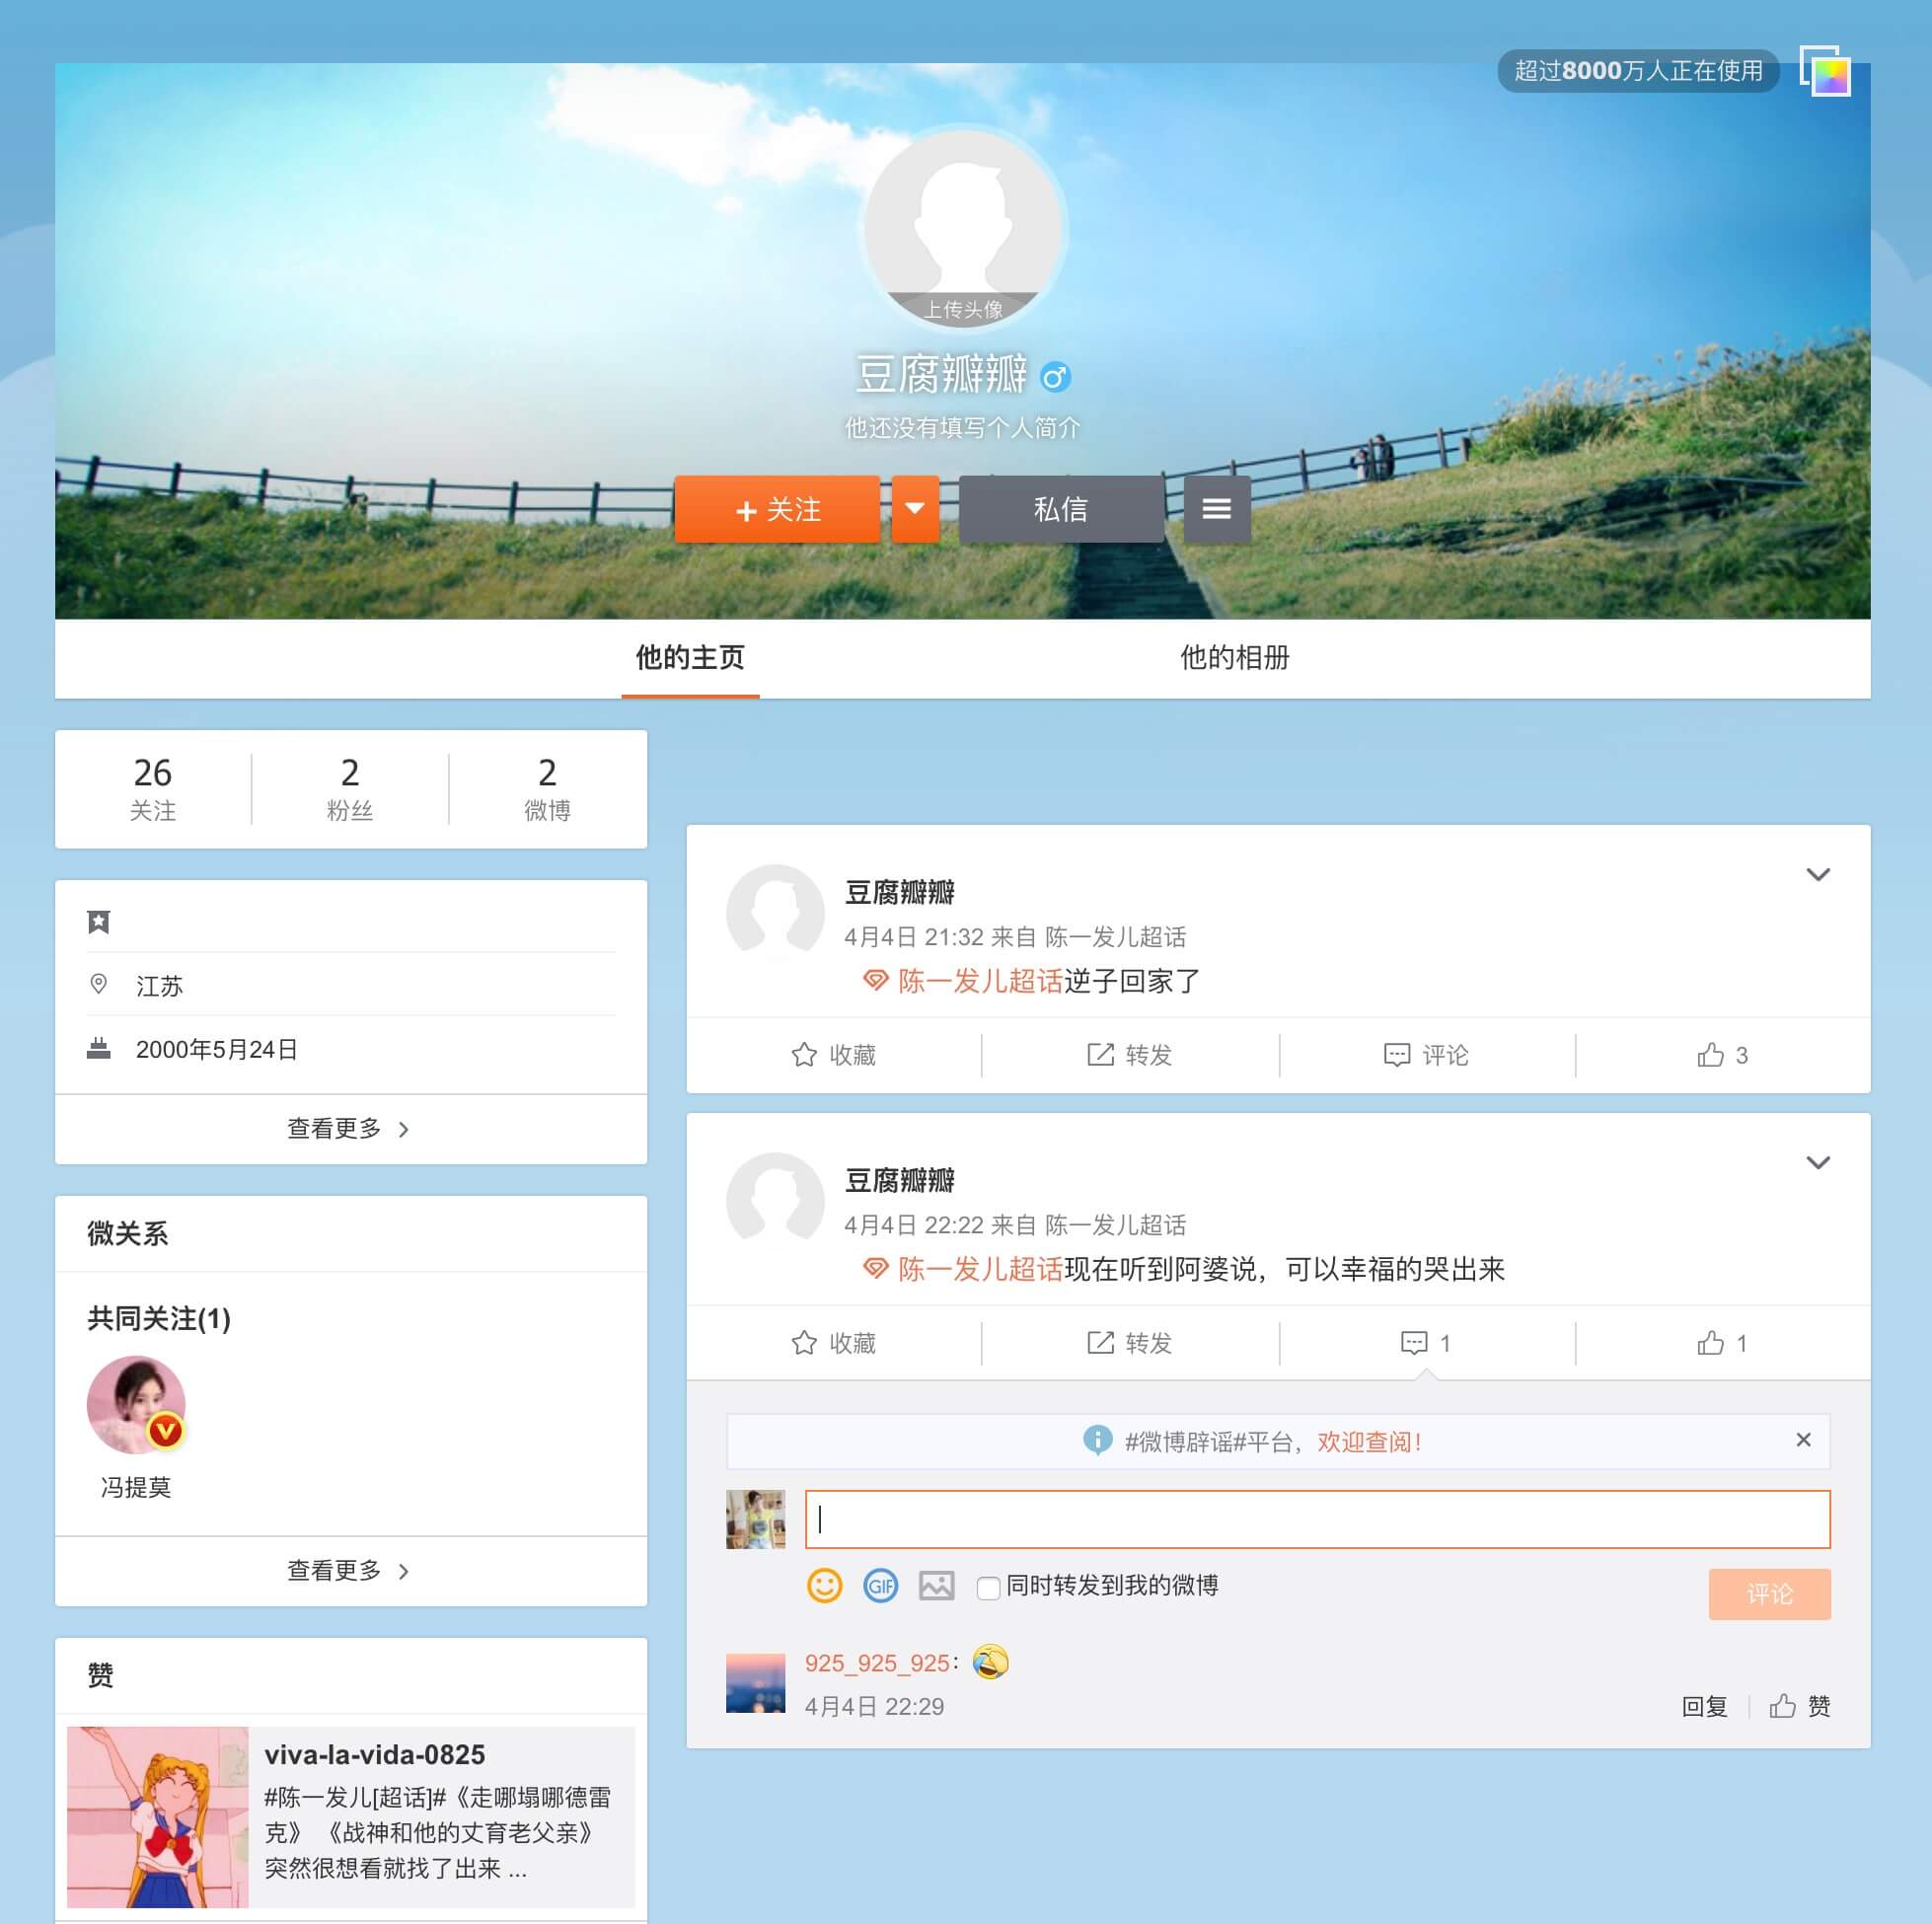 超过8000万人正在使用
上传头像
豆腐瓣瓣
他还没有填写个人简介
+ 关注
私信
他的主页
他的相册
26
关注
2
粉丝
2
微博
江苏
2000年5月24日
查看更多 >
微关系
共同关注(1)
V
冯提莫
查看更多 >
赞
viva-la-vida-0825
#陈一发儿[超话]#《走哪塌哪德雷
克》 《战神和他的丈育老父亲》
突然很想看就找了出来 ...
豆腐瓣瓣
4月4日 21:32 来自 陈一发儿超话
陈一发儿超话逆子回家了
收藏
转发
评论
3
豆腐瓣瓣
4月4日 22:22 来自 陈一发儿超话
陈一发儿超话现在听到阿婆说，可以幸福的哭出来
收藏
转发
1
1
#微博辟谣#平台，欢迎查阅！
GIF
同时转发到我的微博
评论
925_925_925：
4月4日 22:29
回复
赞